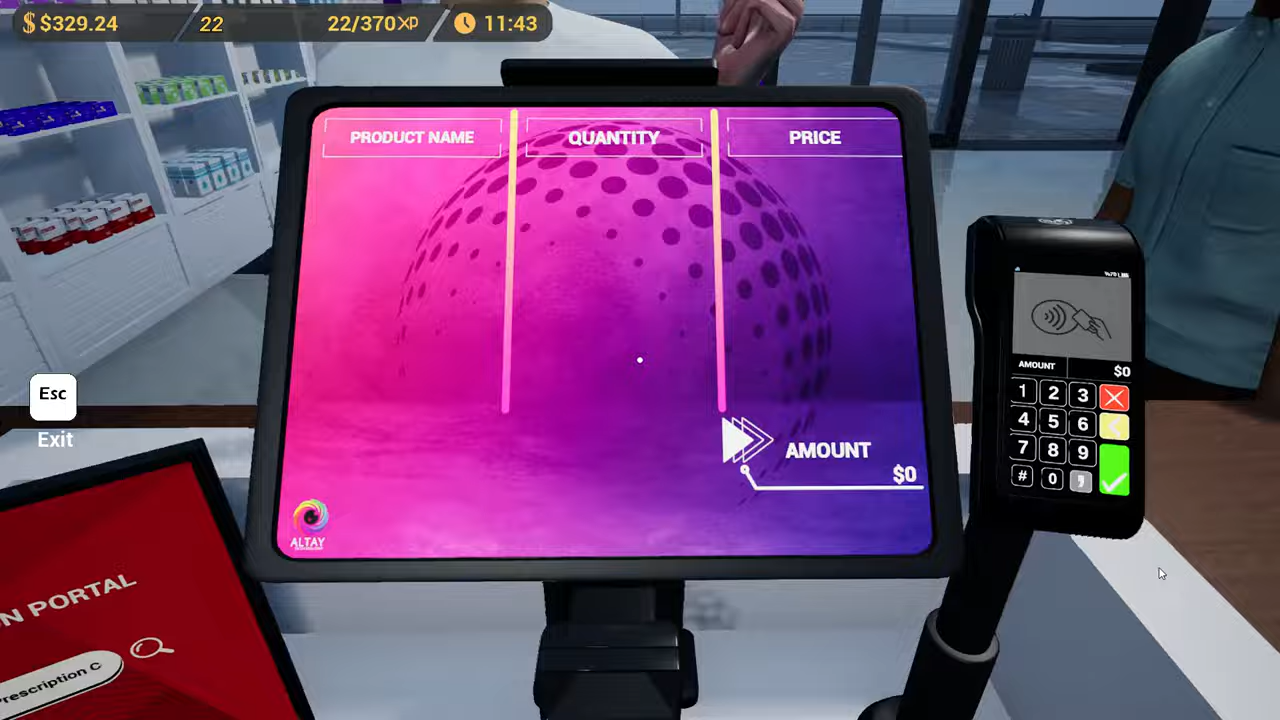 $ $329.24 22 22/370XP 11:43
PRODUCT NAME QUANTITY PRICE
AMOUNT
$0
AMOUNT $0
1 2 3
4 5 6
7 8 9
# 0 ,
Esc
Exit
ALTAY
N PORTAL
rescription C